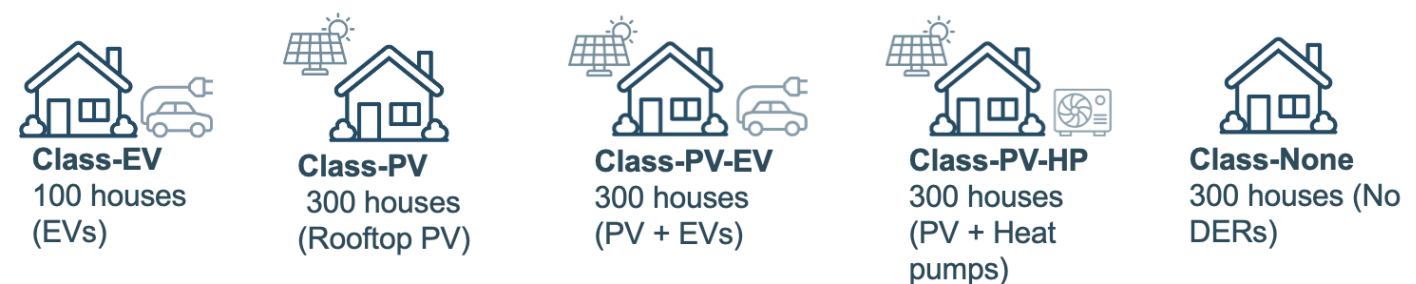 Class-EV
100 houses
(EVs)
Class-PV
300 houses
(Rooftop PV)
Class-PV-EV
300 houses
(PV + EVs)
Class-PV-HP
300 houses
(PV + Heat
pumps)
Class-None
300 houses (No
DERs)